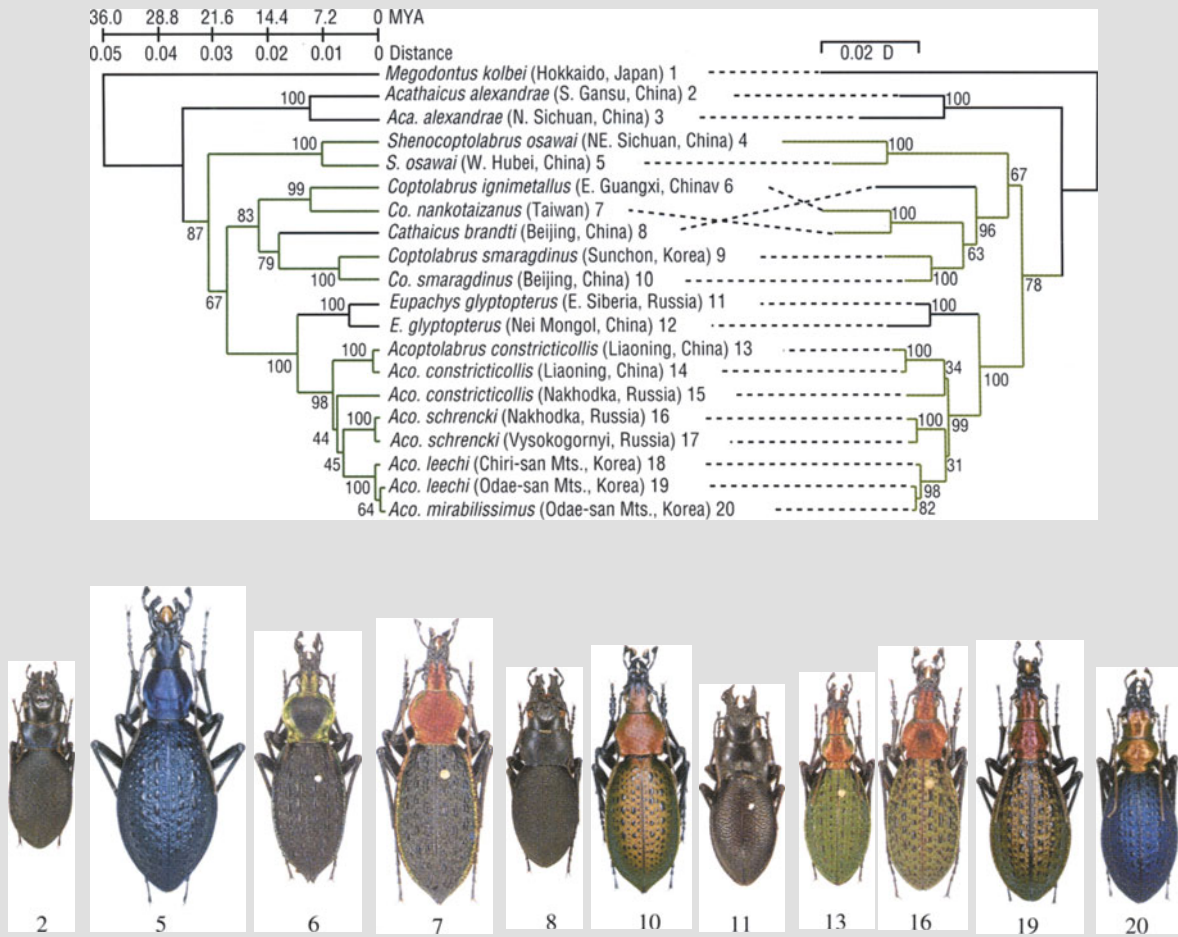 36.0 28.8 21.6 14.4 7.2 0 MYA
0.05 0.04 0.03 0.02 0.01 0 Distance
0.02 D
Megodontus kolbei (Hokkaido, Japan) 1
100 Acathaicus alexandrae (S. Gansu, China) 2 100
Aca. alexandrae (N. Sichuan, China) 3
100 Shenocoptolabrus osawai (NE. Sichuan, China) 4 100
S. osawai (W. Hubei, China) 5 67
99 Coptolabrus ignimetallus (E. Guangxi, Chinav 6
83 Co. nankotaizanus (Taiwan) 7 100
87 Cathaicus brandti (Beijing, China) 8 96
79 Coptolabrus smaragdinus (Sunchon, Korea) 9 63
100 Co. smaragdinus (Beijing, China) 10 100 78
67 100 Eupachys glyptopterus (E. Siberia, Russia) 11 100
E. glyptopterus (Nei Mongol, China) 12
100 Acoptolabrus constricticollis (Liaoning, China) 13 100
100 Aco. constricticollis (Liaoning, China) 14 34 100
98 Aco. constricticollis (Nakhodka, Russia) 15
100 Aco. schrencki (Nakhodka, Russia) 16 100 99
44 Aco. schrencki (Vysokogornyi, Russia) 17
45 Aco. leechi (Chiri-san Mts., Korea) 18 31
100 Aco. leechi (Odae-san Mts., Korea) 19 98
64 Aco. mirabilissimus (Odae-san Mts., Korea) 20 82
2 5 6 7 8 10 11 13 16 19 20